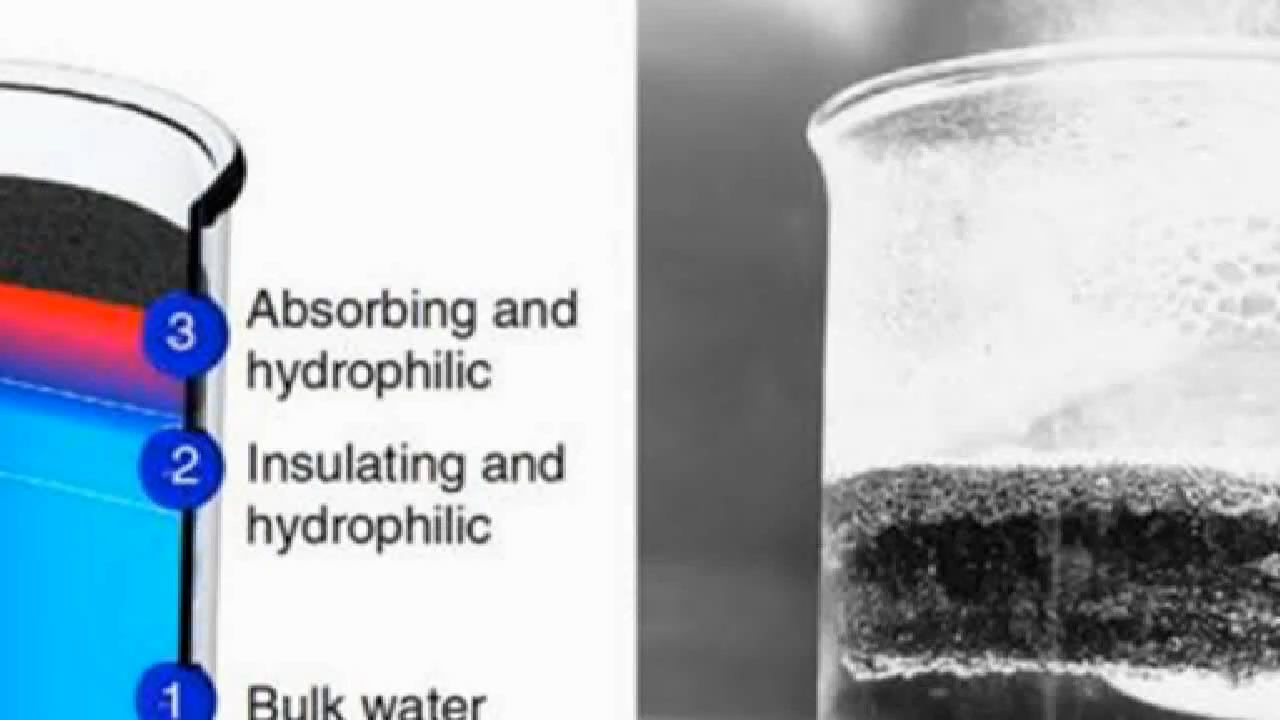 3 Absorbing and
hydrophilic
2 Insulating and
hydrophilic
1 Bulk water